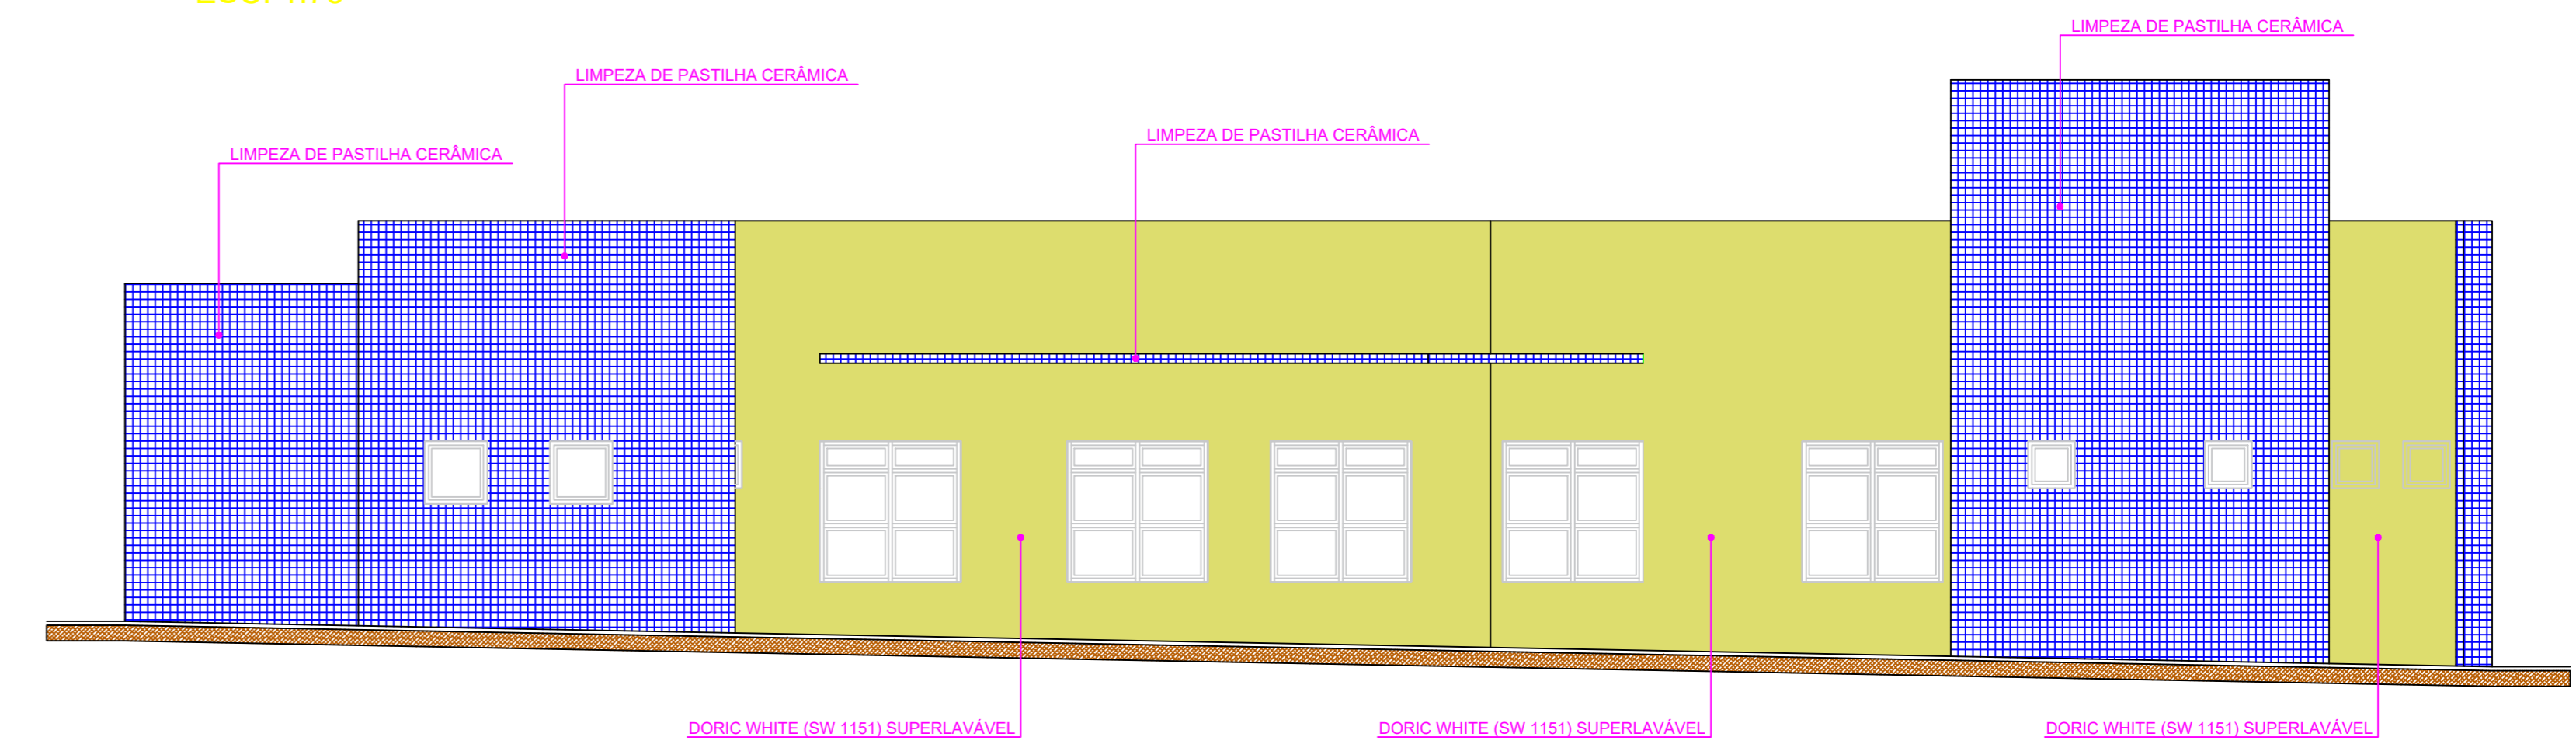 LIMPEZA DE PASTILHA CERÂMICA
LIMPEZA DE PASTILHA CERÂMICA
LIMPEZA DE PASTILHA CERÂMICA
LIMPEZA DE PASTILHA CERÂMICA
DORIC WHITE (SW 1151) SUPERLAVÁVEL
DORIC WHITE (SW 1151) SUPERLAVÁVEL
DORIC WHITE (SW 1151) SUPERLAVÁVEL